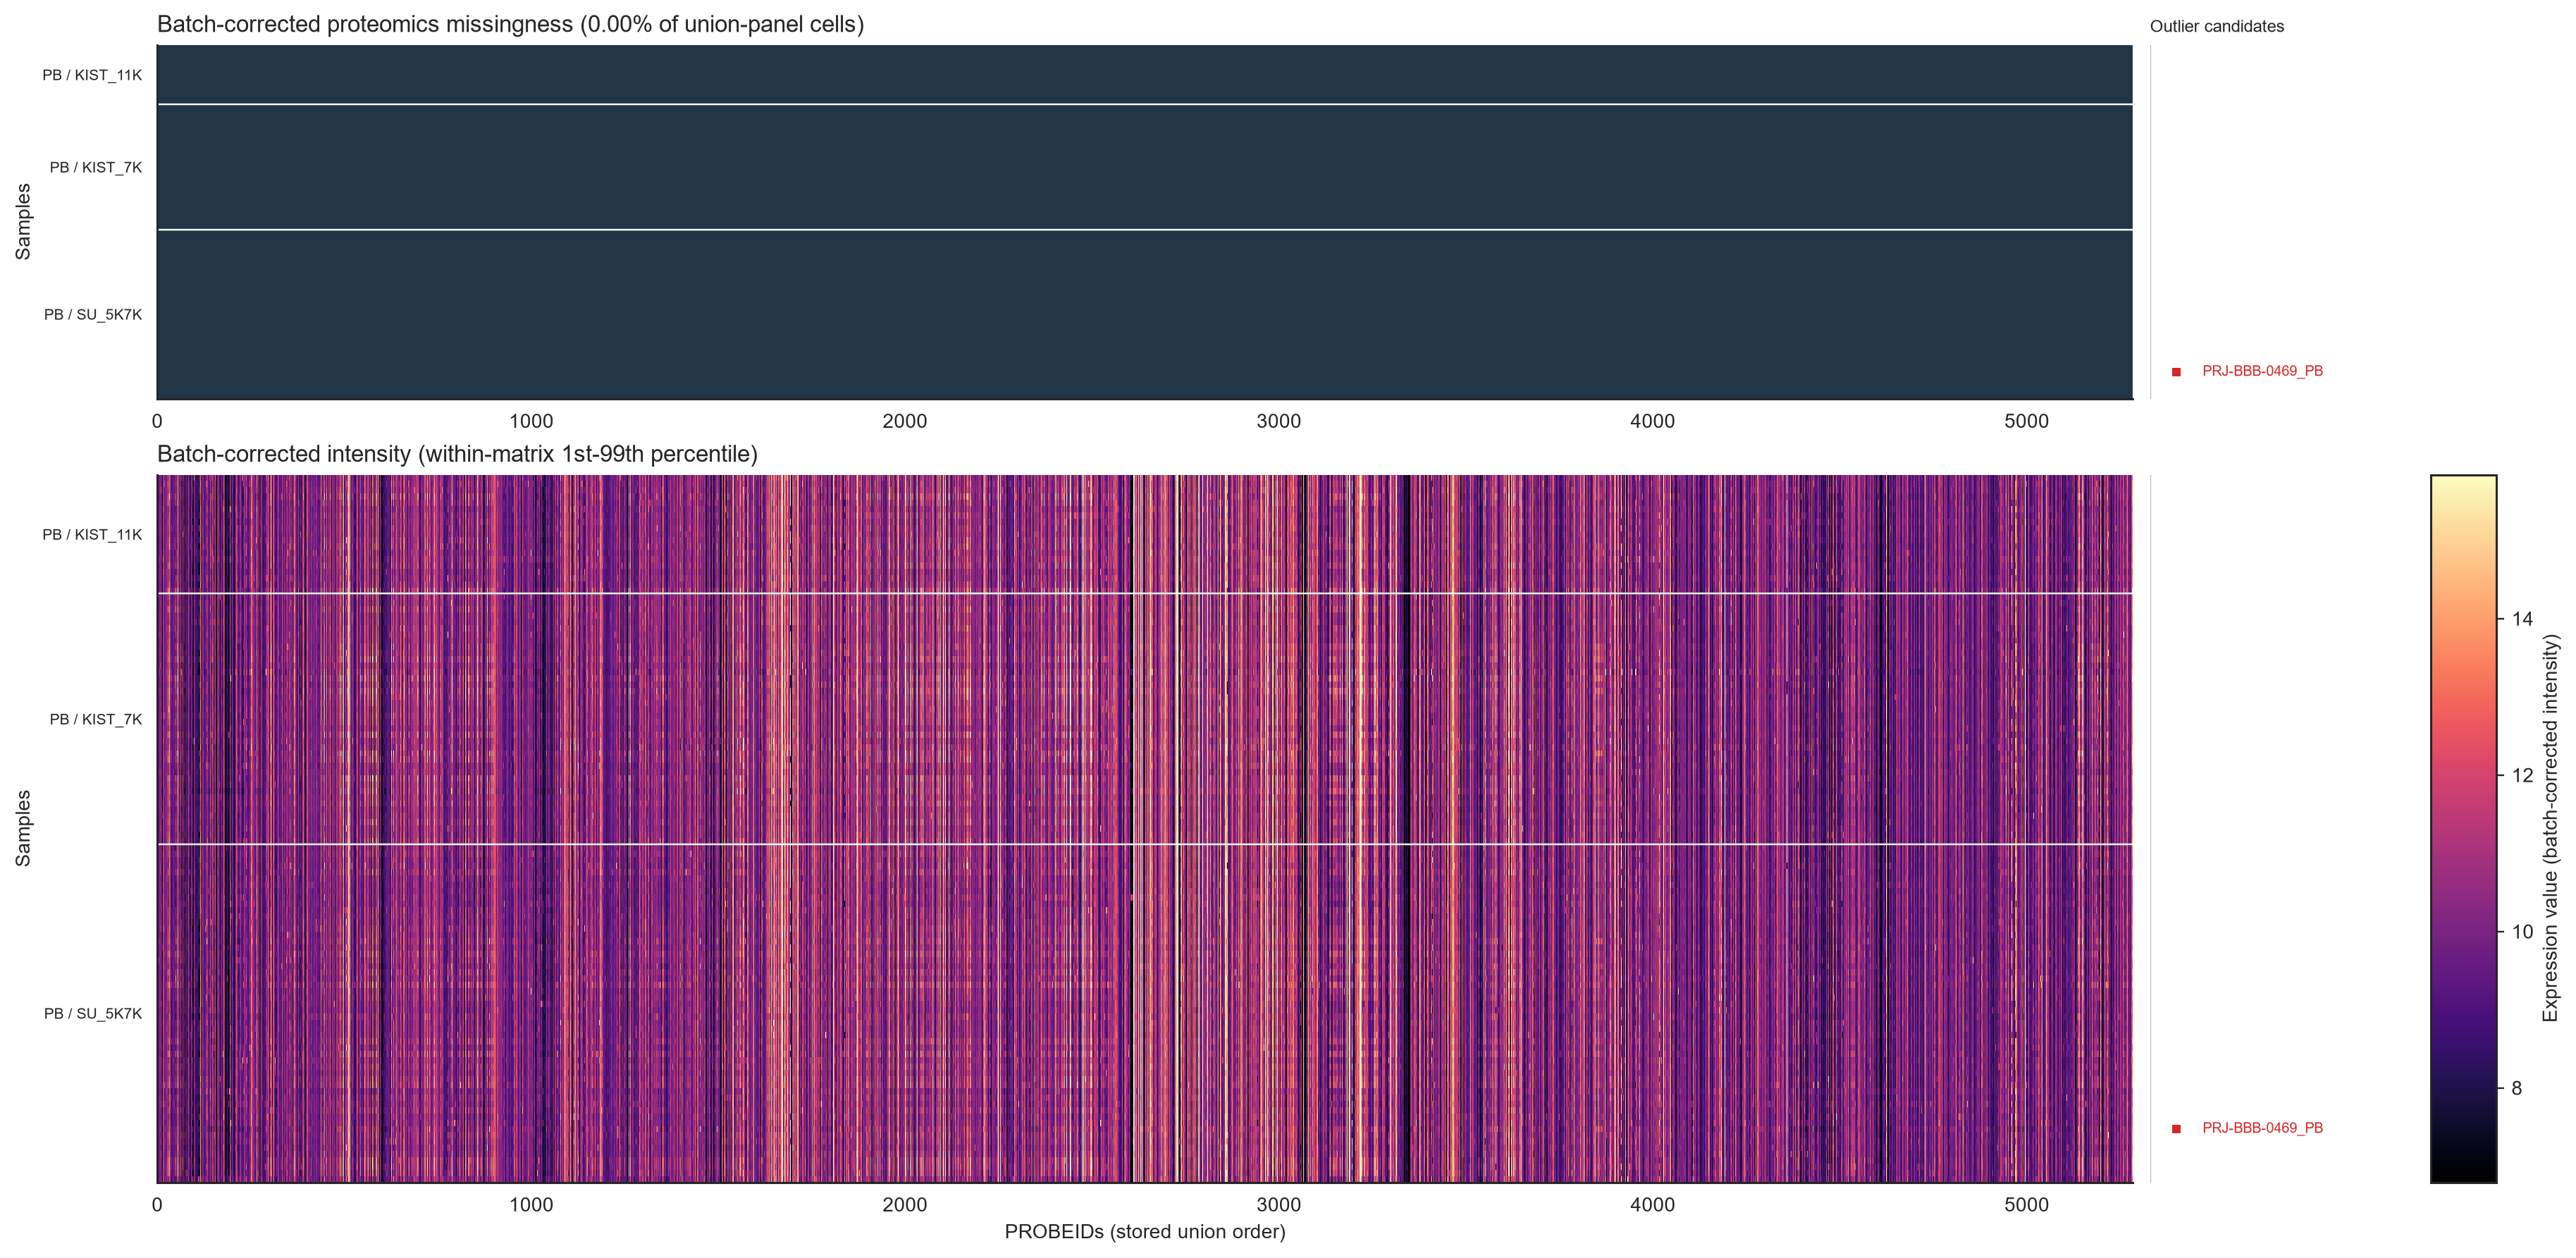 Batch-corrected proteomics missingness (0.00% of union-panel cells)
Outlier candidates
PB / KIST_11K
PB / KIST_7K
PB / SU_5K7K
Samples
PRJ-BBB-0469_PB
0 1000 2000 3000 4000 5000
Batch-corrected intensity (within-matrix 1st-99th percentile)
PB / KIST_11K
PB / KIST_7K
PB / SU_5K7K
Samples
PRJ-BBB-0469_PB
0 1000 2000 3000 4000 5000
PROBEIDs (stored union order)
14
12
10
8
Expression value (batch-corrected intensity)